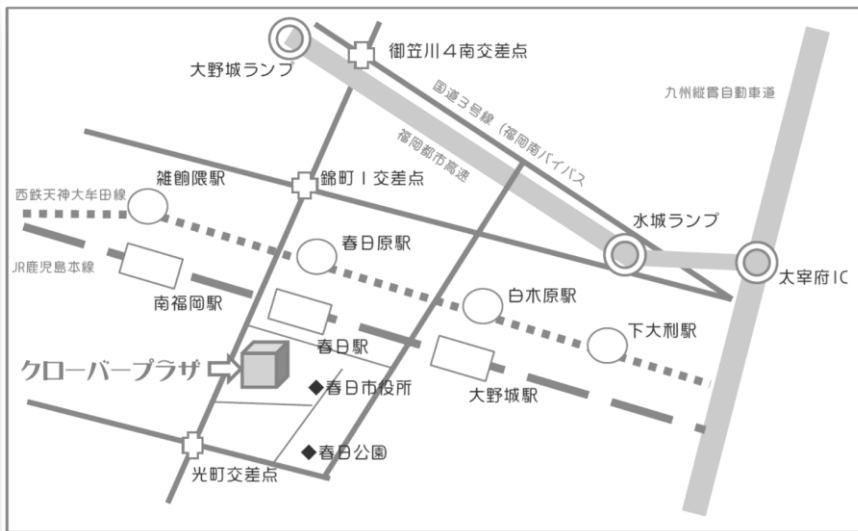 大野城ランプ
御笠川4南交差点
国道3号線（福岡南バイパス
福岡都市高速
九州縦貫自動車道
雑餉隈駅
錦町1交差点
西鉄天神大牟田線
水城ランプ
春日原駅
JR鹿児島本線
太宰府IC
南福岡駅
白木原駅
下大利駅
春日駅
クローバープラザ
春日市役所
大野城駅
春日公園
光町交差点